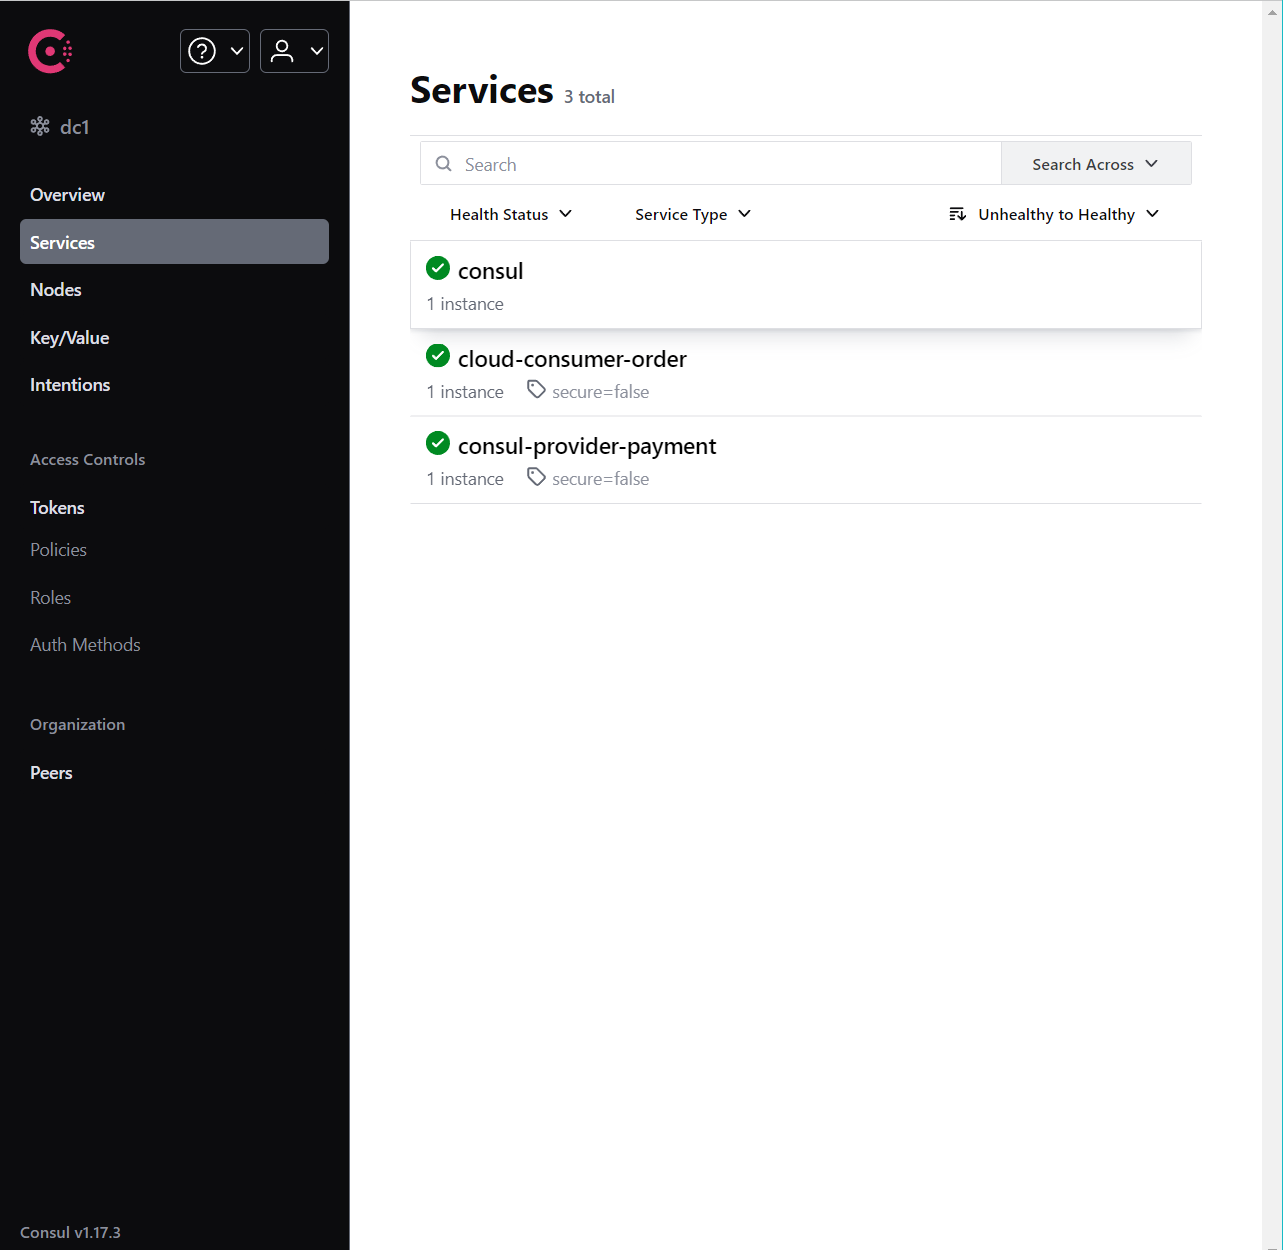 dc1
Overview
Services
Nodes
Key/Value
Intentions
Access Controls
Tokens
Policies
Roles
Auth Methods
Organization
Peers
Consul v1.17.3
Services 3 total
Search Search Across
Health Status Service Type Unhealthy to Healthy
consul
1 instance
cloud-consumer-order
1 instance secure=false
consul-provider-payment
1 instance secure=false